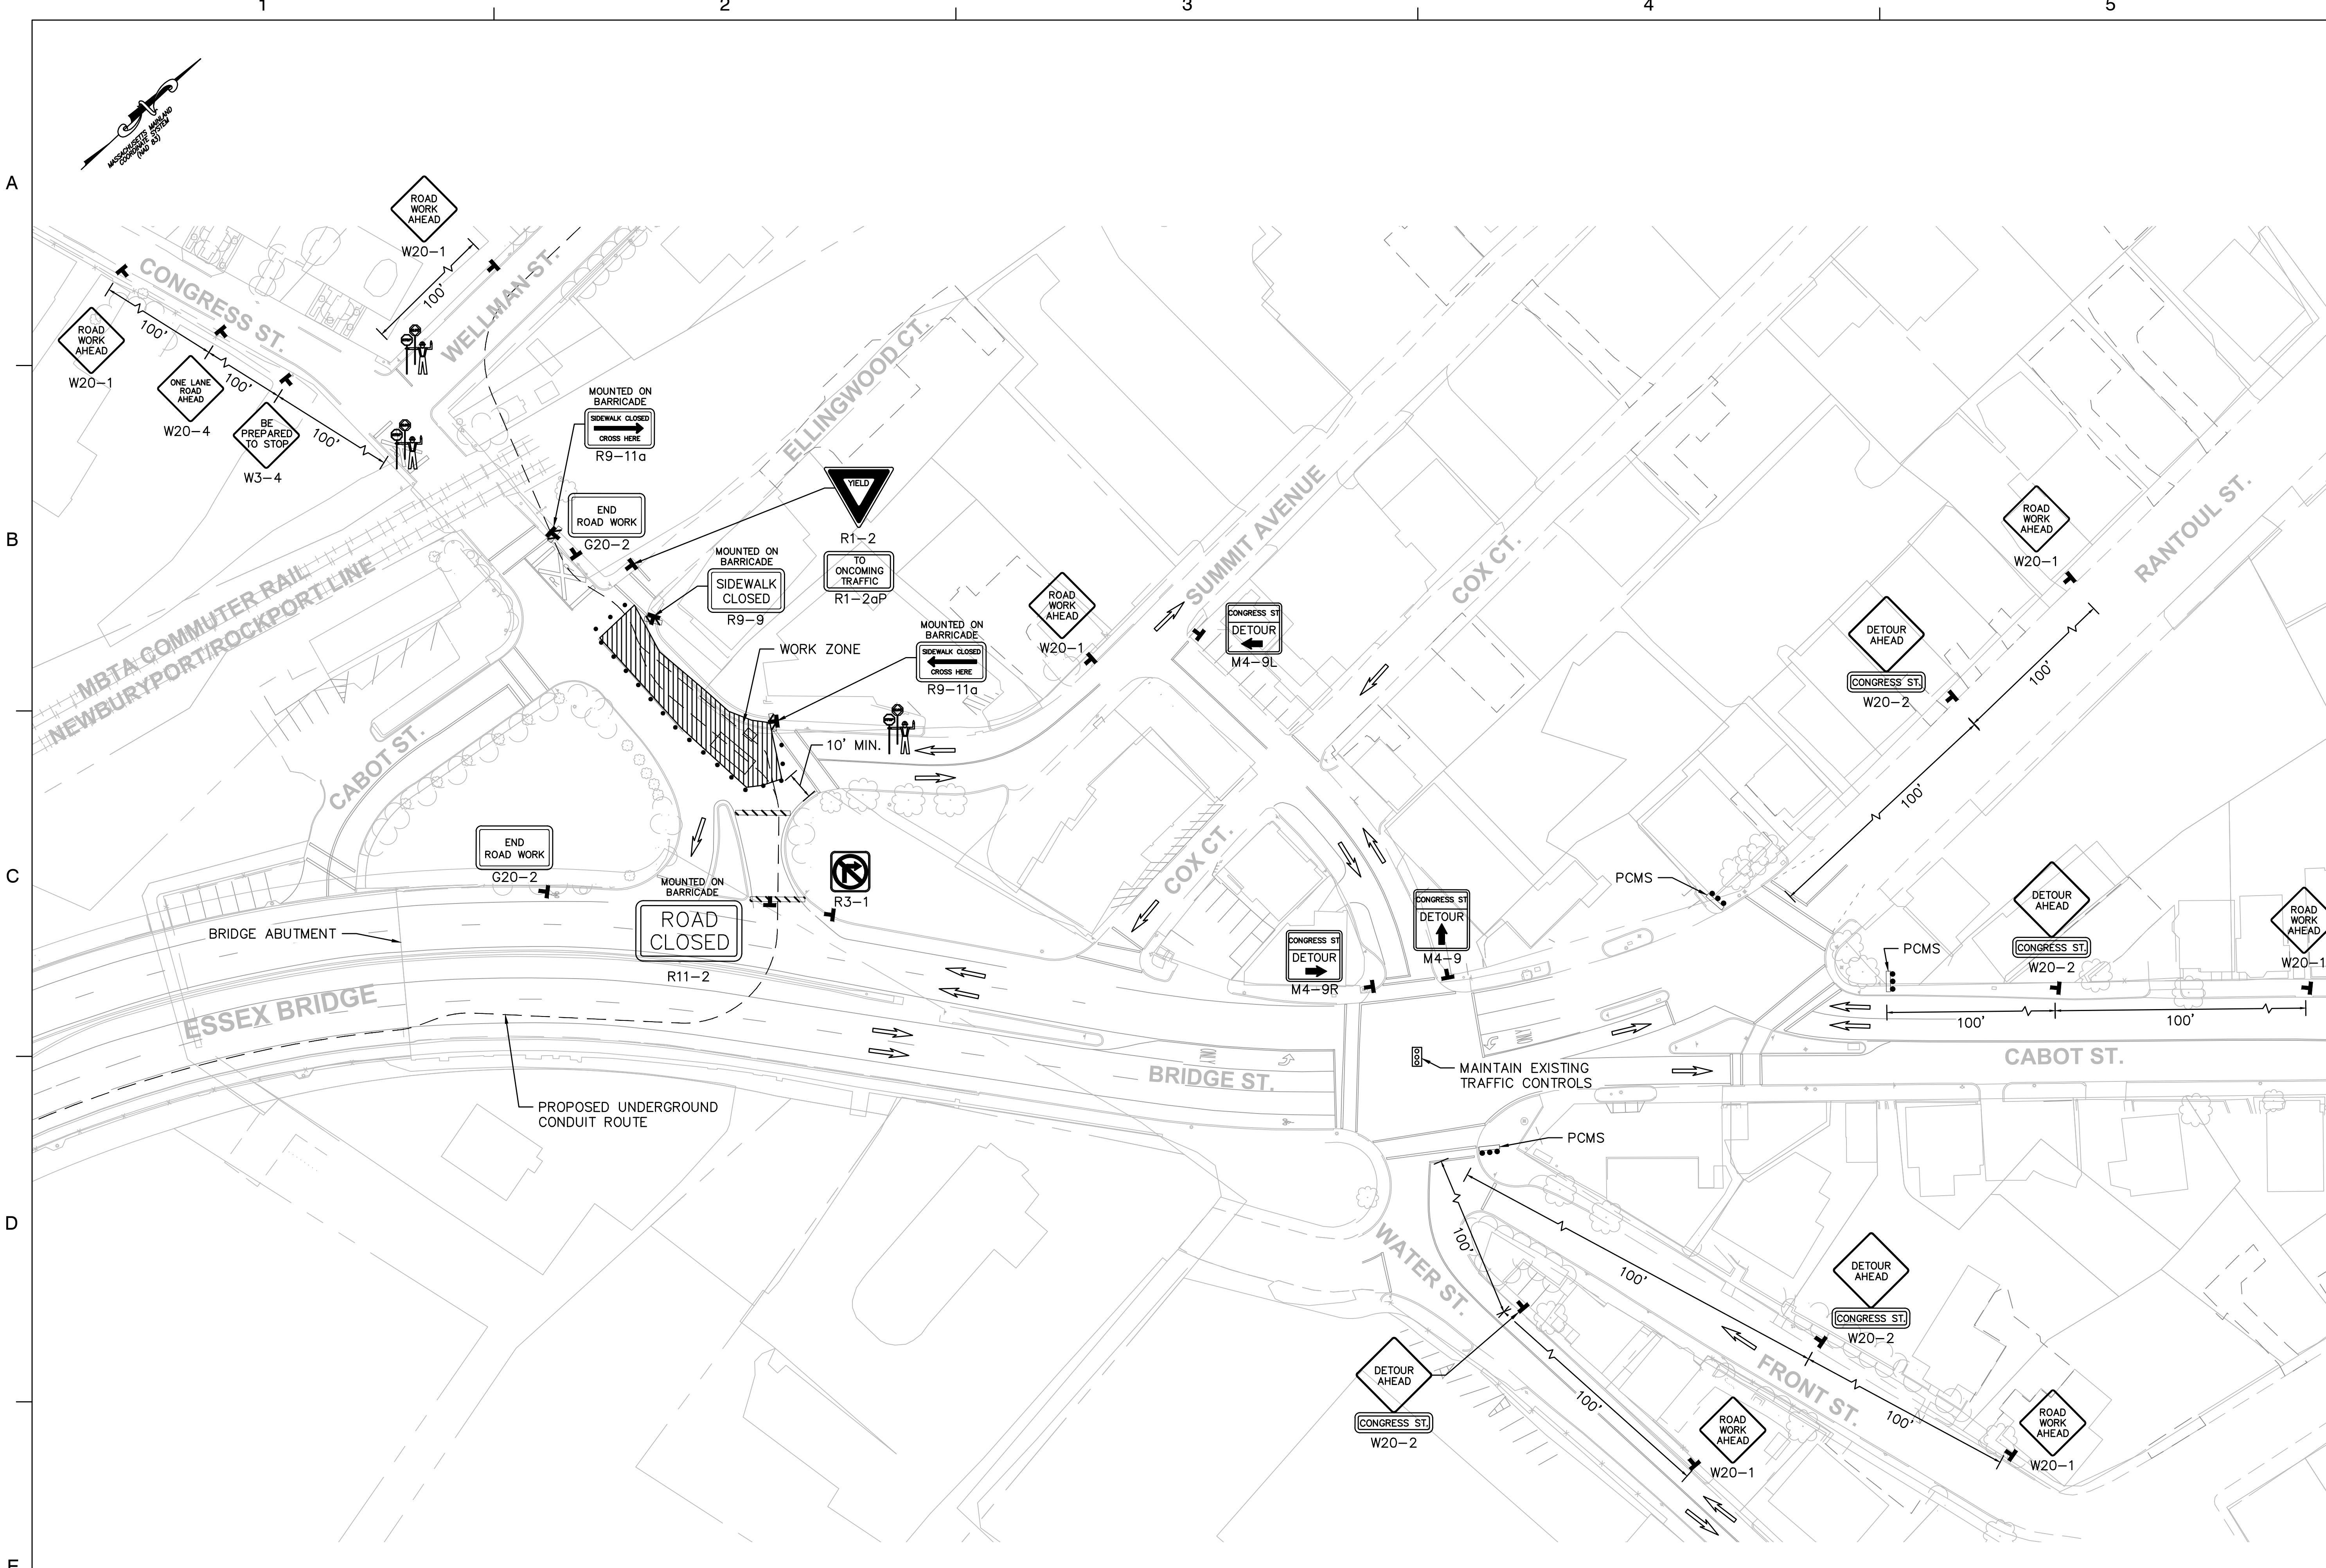 1
2
3
4
5
A
B
C
D
E
MASSACHUSETTS MAINLAND
COORDINATE SYSTEM
(NAD 83)
ROAD
WORK
AHEAD
W20-1
100'
CONGRESS ST.
WELLMAN ST.
ROAD
WORK
AHEAD
W20-1
100'
ONE LANE
ROAD
AHEAD
W20-4
100'
BE
PREPARED
TO STOP
W3-4
100'
MOUNTED ON
BARRICADE
SIDEWALK CLOSED
CROSS HERE
R9-11a
END
ROAD WORK
G20-2
ELLINGWOOD CT.
YIELD
R1-2
TO
ONCOMING
TRAFFIC
R1-2aP
MOUNTED ON
BARRICADE
SIDEWALK
CLOSED
R9-9
WORK ZONE
MOUNTED ON
BARRICADE
SIDEWALK CLOSED
CROSS HERE
R9-11a
10' MIN.
ROAD
WORK
AHEAD
W20-1
SUMMIT AVENUE
CONGRESS ST
DETOUR
M4-9L
COX CT.
RANTOUL ST.
ROAD
WORK
AHEAD
W20-1
DETOUR
AHEAD
CONGRESS ST.
W20-2
100'
100'
MBTA COMMUTER RAIL
NEWBURYPORT/ROCKPORT LINE
CABOT ST.
END
ROAD WORK
G20-2
MOUNTED ON
BARRICADE
ROAD
CLOSED
R11-2
R3-1
COX CT.
CONGRESS ST
DETOUR
M4-9R
CONGRESS ST
DETOUR
M4-9
PCMS
PCMS
DETOUR
AHEAD
CONGRESS ST.
W20-2
ROAD
WORK
AHEAD
W20-1
100'
100'
CABOT ST.
BRIDGE ABUTMENT
ESSEX BRIDGE
BRIDGE ST.
ONLY
ONLY
MAINTAIN EXISTING
TRAFFIC CONTROLS
PROPOSED UNDERGROUND
CONDUIT ROUTE
PCMS
100'
100'
WATER ST.
DETOUR
AHEAD
CONGRESS ST.
W20-2
FRONT ST.
100'
DETOUR
AHEAD
CONGRESS ST.
W20-2
100'
ROAD
WORK
AHEAD
W20-1
ROAD
WORK
AHEAD
W20-1